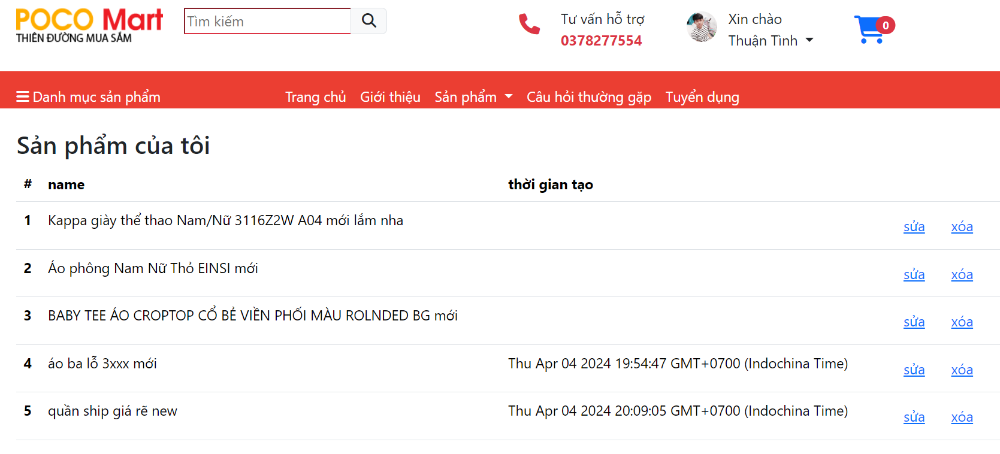 POCO Mart
THIÊN ĐƯỜNG MUA SẮM
Tìm kiếm
Tư vấn hỗ trợ
0378277554
Xin chào
Thuận Tình
0
Danh mục sản phẩm
Trang chủ Giới thiệu Sản phẩm Câu hỏi thường gặp Tuyển dụng
Sản phẩm của tôi
# name thời gian tạo
1 Kappa giày thể thao Nam/Nữ 3116Z2W A04 mới lắm nha sửa xóa
2 Áo phông Nam Nữ Thỏ EINSI mới sửa xóa
3 BABY TEE ÁO CROPTOP CỔ BẺ VIỀN PHỐI MÀU ROLNDED BG mới sửa xóa
4 áo ba lỗ 3xxx mới Thu Apr 04 2024 19:54:47 GMT+0700 (Indochina Time) sửa xóa
5 quần ship giá rẽ new Thu Apr 04 2024 20:09:05 GMT+0700 (Indochina Time) sửa xóa